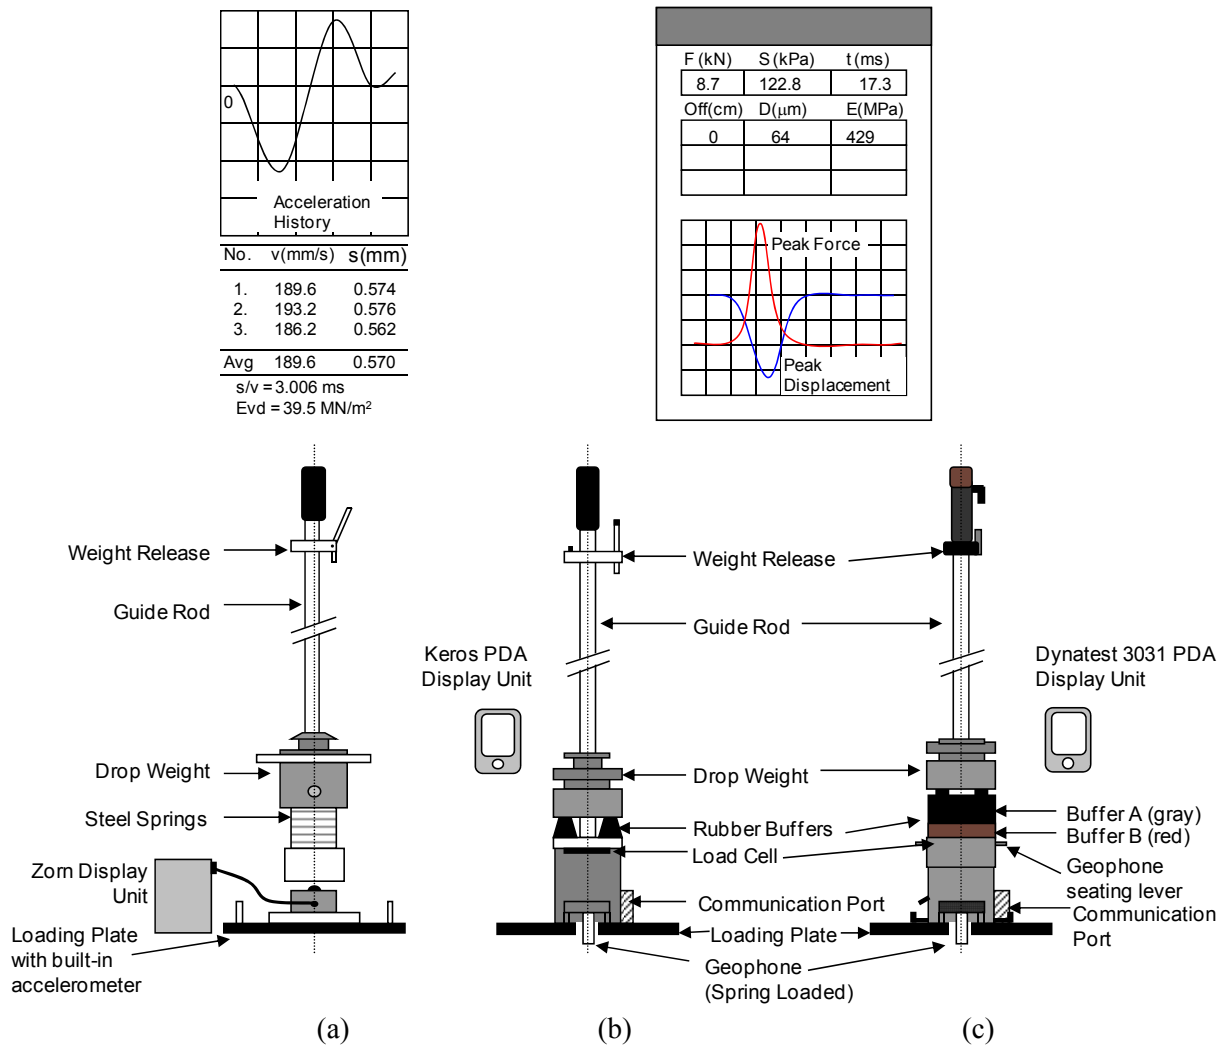 0
Acceleration
History
No. v(mm/s) s(mm)
1. 189.6 0.574
2. 193.2 0.576
3. 186.2 0.562
Avg 189.6 0.570
s/v = 3.006 ms
Evd = 39.5 MN/m²
F (kN) S (kPa) t (ms)
8.7 122.8 17.3
Off(cm) D(μm) E(MPa)
0 64 429
Peak Force
Peak
Displacement
Weight Release
Guide Rod
Drop Weight
Steel Springs
Zorn Display
Unit
Loading Plate
with built-in
accelerometer
Keros PDA
Display Unit
Weight Release
Guide Rod
Drop Weight
Rubber Buffers
Load Cell
Communication Port
Loading Plate
Geophone
(Spring Loaded)
Dynatest 3031 PDA
Display Unit
Buffer A (gray)
Buffer B (red)
Geophone
seating lever
Communication
Port
(a) (b) (c)